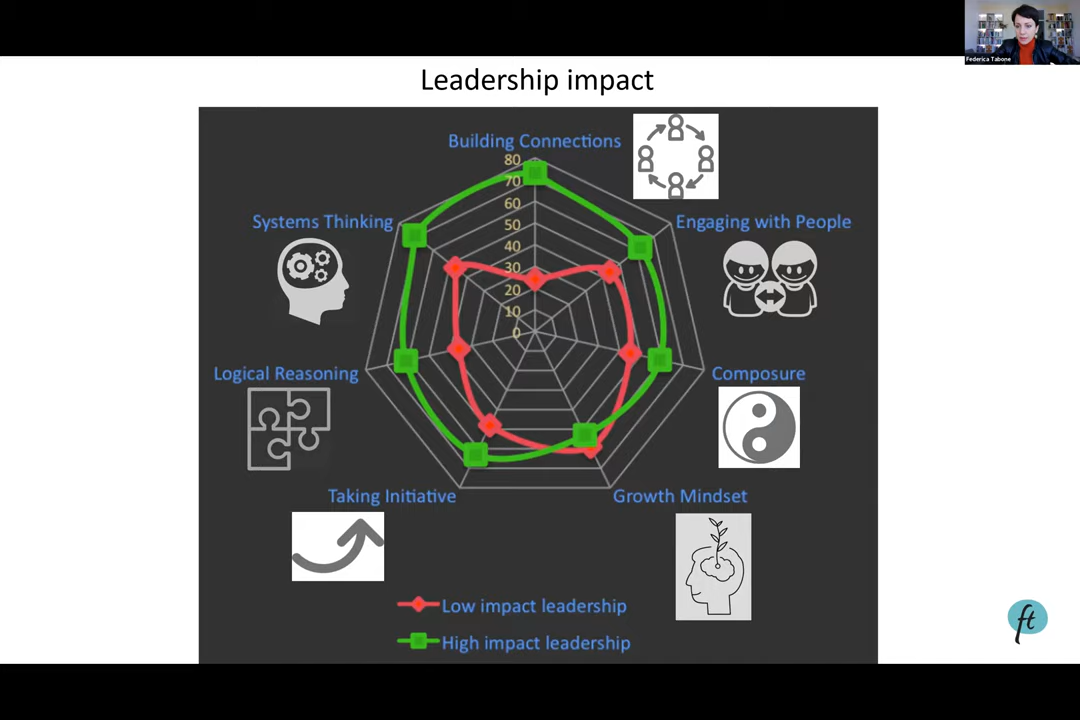 Federica Tabone
Leadership impact
Building Connections
80
70
60
50
40
30
20
10
0
Systems Thinking
Engaging with People
Logical Reasoning
Composure
Taking Initiative
Growth Mindset
Low impact leadership
High impact leadership
ft